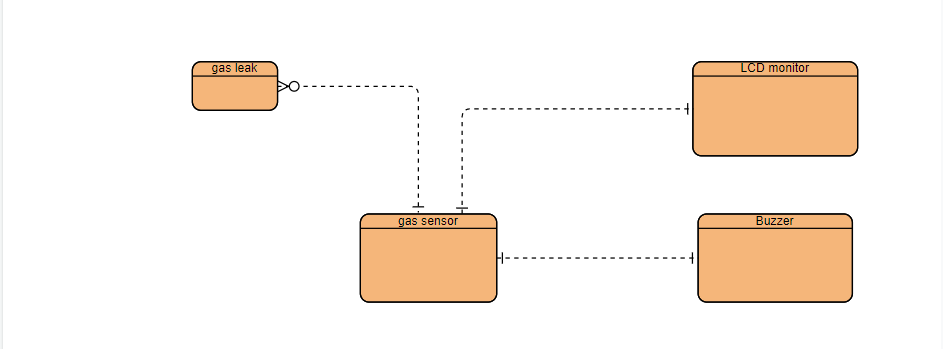 gas leak
LCD monitor
gas sensor
Buzzer